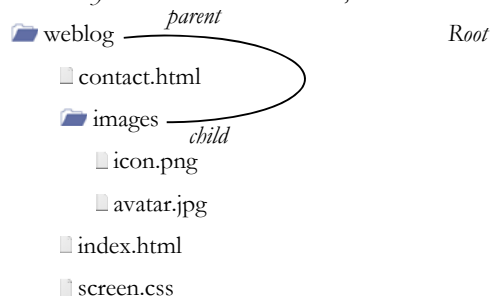 parent
weblog Root
contact.html
images
child
icon.png
avatar.jpg
index.html
screen.css